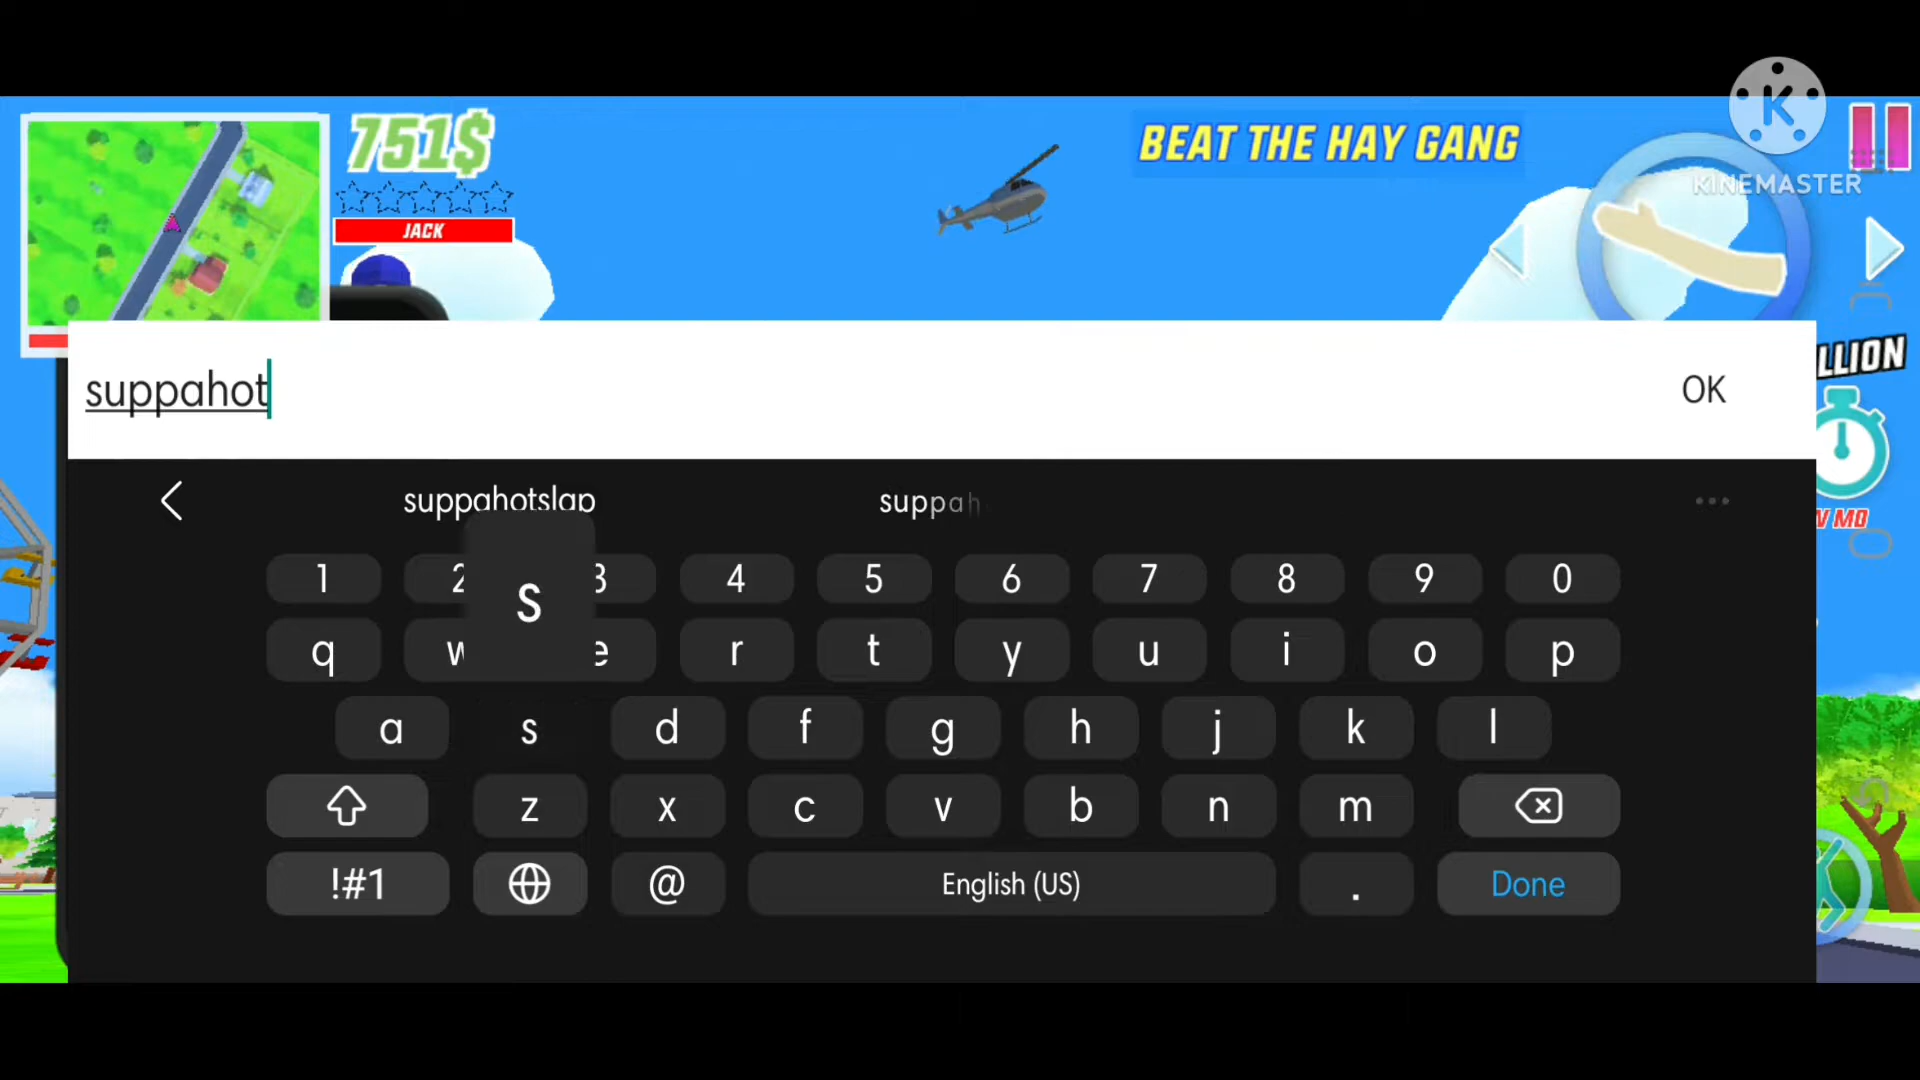 751$
BEAT THE HAY GANG
K
KINEMASTER
JACK
LLION
suppahot
OK
suppahotslap
suppah
1 2 3 4 5 6 7 8 9 0
s
q w e r t y u i o p
a s d f g h j k l
z x c v b n m
!#1 @ English (US) . Done
MO